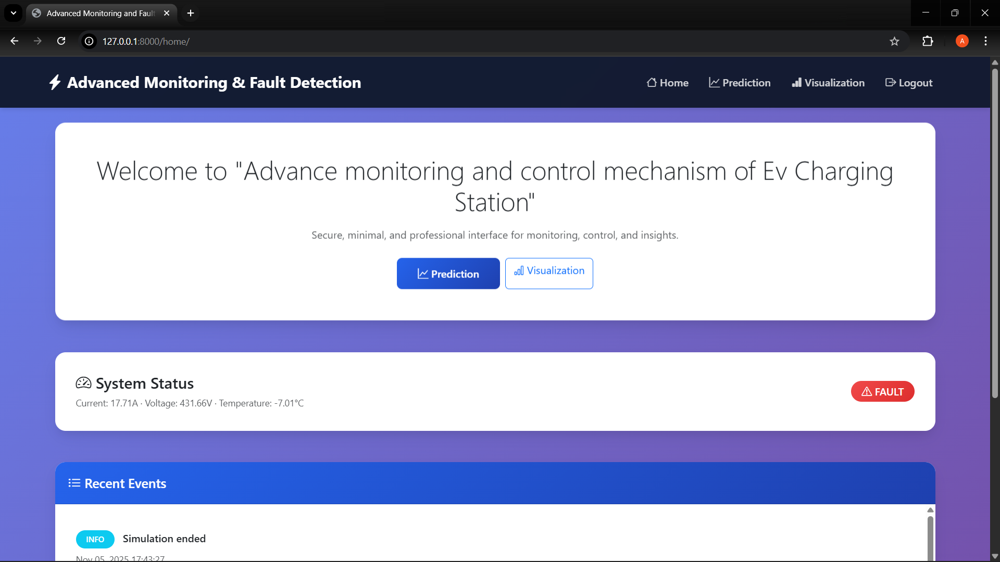 Advanced Monitoring and Fault
127.0.0.1:8000/home/
A
Advanced Monitoring & Fault Detection
Home Prediction Visualization Logout
Welcome to "Advance monitoring and control mechanism of Ev Charging
Station"
Secure, minimal, and professional interface for monitoring, control, and insights.
Prediction Visualization
System Status
Current: 17.71A · Voltage: 431.66V · Temperature: -7.01°C
FAULT
Recent Events
INFO Simulation ended
Nov 05, 2025 17:43:27